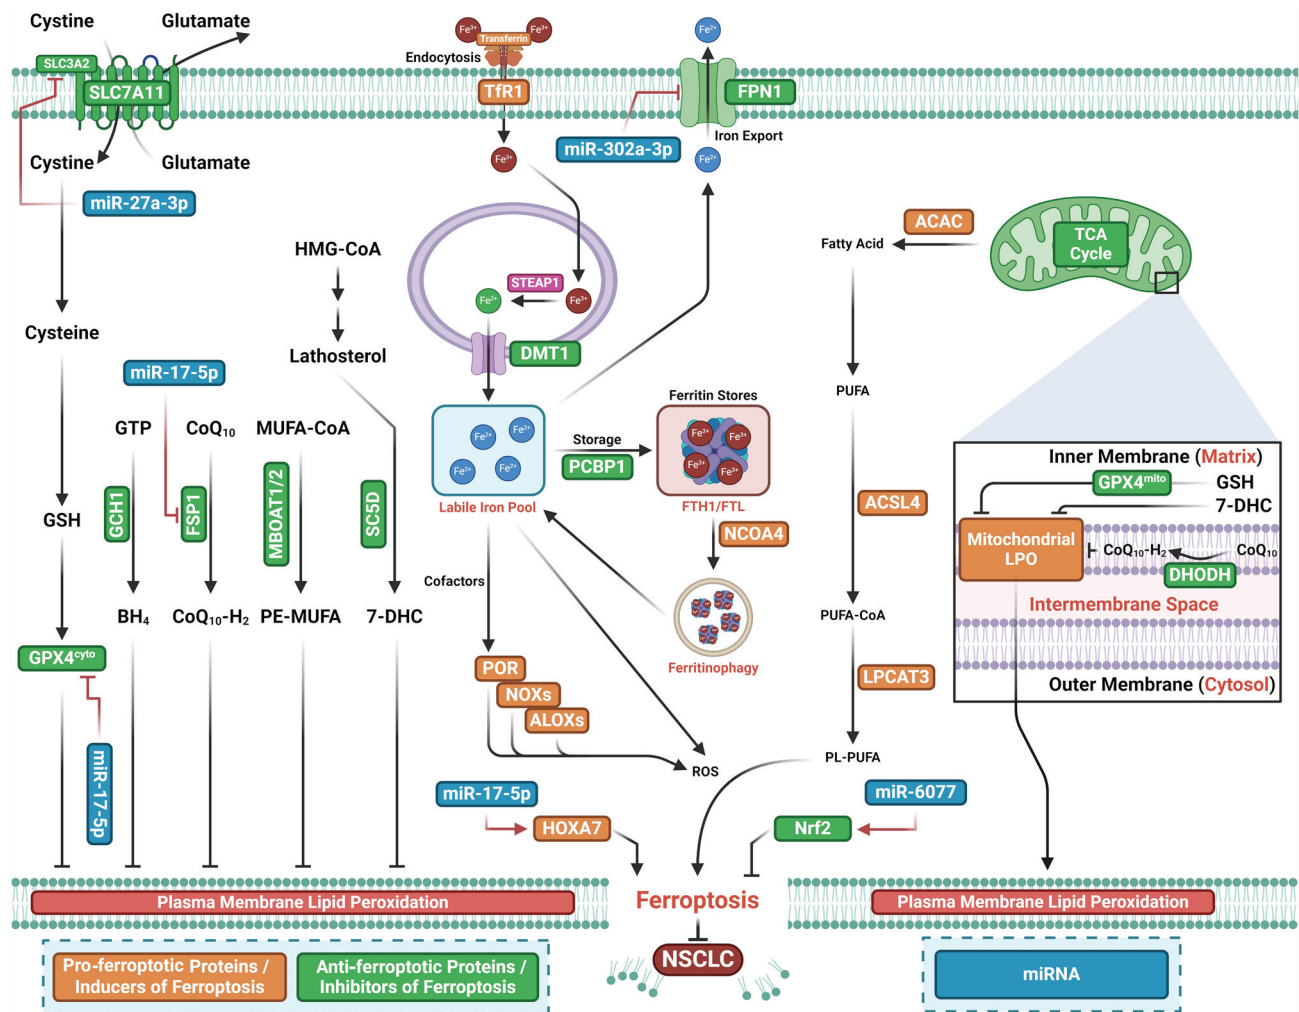 Cystine
Glutamate
SLC3A2
SLC7A11
Cystine
Glutamate
miR-27a-3p
Cysteine
GSH
GPX4cyto
miR-17-5p
miR-17-5p
GTP
GCH1
BH4
CoQ10
FSP1
CoQ10-H2
MUFA-CoA
MBOAT1/2
PE-MUFA
HMG-CoA
Lathosterol
SC5D
7-DHC
Fe3+
Fe3+
Transferrin
Endocytosis
TfR1
Fe3+
STEAP1
Fe2+
Fe3+
DMT1
Fe2+
FPN1
Iron Export
miR-302a-3p
Fe2+
Fe2+
Fe2+
Fe2+
Fe2+
Labile Iron Pool
Storage
PCBP1
Ferritin Stores
Fe3+
Fe3+
Fe3+
Fe3+
FTH1/FTL
NCOA4
Ferritinophagy
Cofactors
POR
NOXs
ALOXs
ROS
ACAC
Fatty Acid
TCA
Cycle
PUFA
ACSL4
PUFA-CoA
LPCAT3
PL-PUFA
Inner Membrane (Matrix)
GPX4mito
GSH
7-DHC
Mitochondrial
LPO
CoQ10-H2
CoQ10
DHODH
Intermembrane Space
Outer Membrane (Cytosol)
miR-17-5p
HOXA7
miR-6077
Nrf2
Plasma Membrane Lipid Peroxidation
Ferroptosis
Plasma Membrane Lipid Peroxidation
NSCLC
Pro-ferroptotic Proteins /
Inducers of Ferroptosis
Anti-ferroptotic Proteins /
Inhibitors of Ferroptosis
miRNA